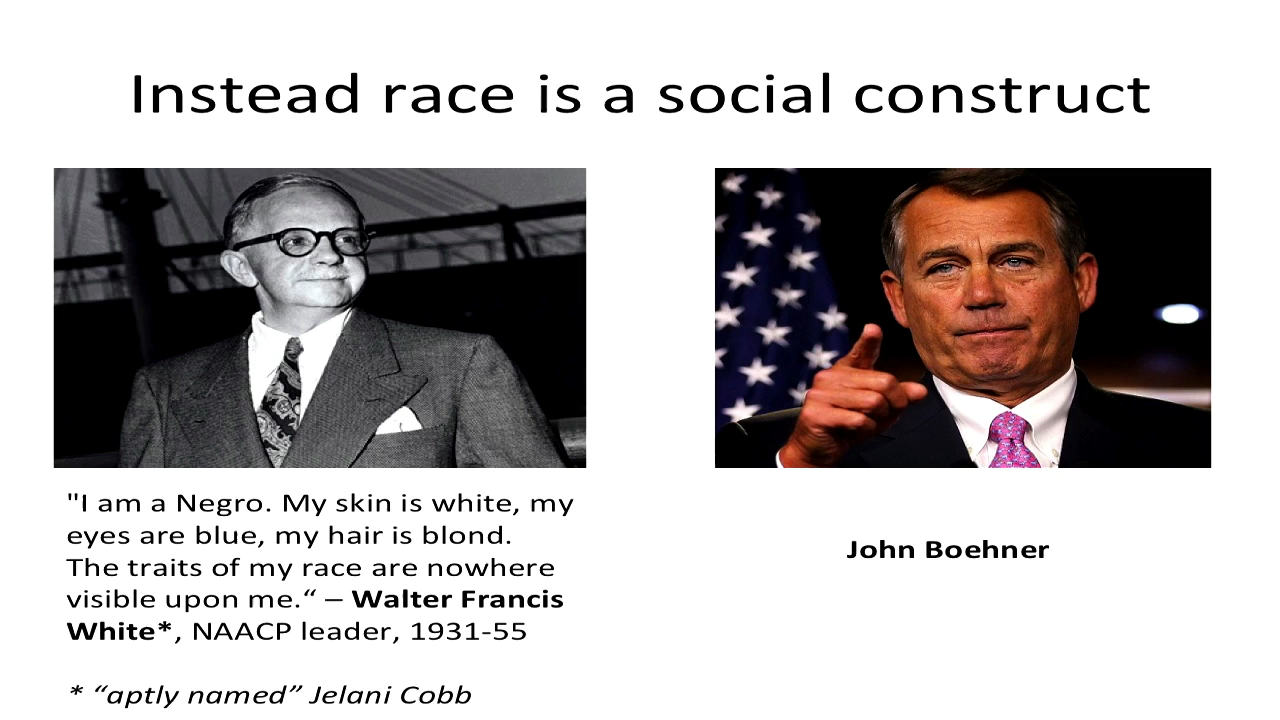 Instead race is a social construct
"I am a Negro. My skin is white, my
eyes are blue, my hair is blond.
The traits of my race are nowhere
visible upon me.“ – Walter Francis
White*, NAACP leader, 1931-55
* “aptly named” Jelani Cobb
John Boehner